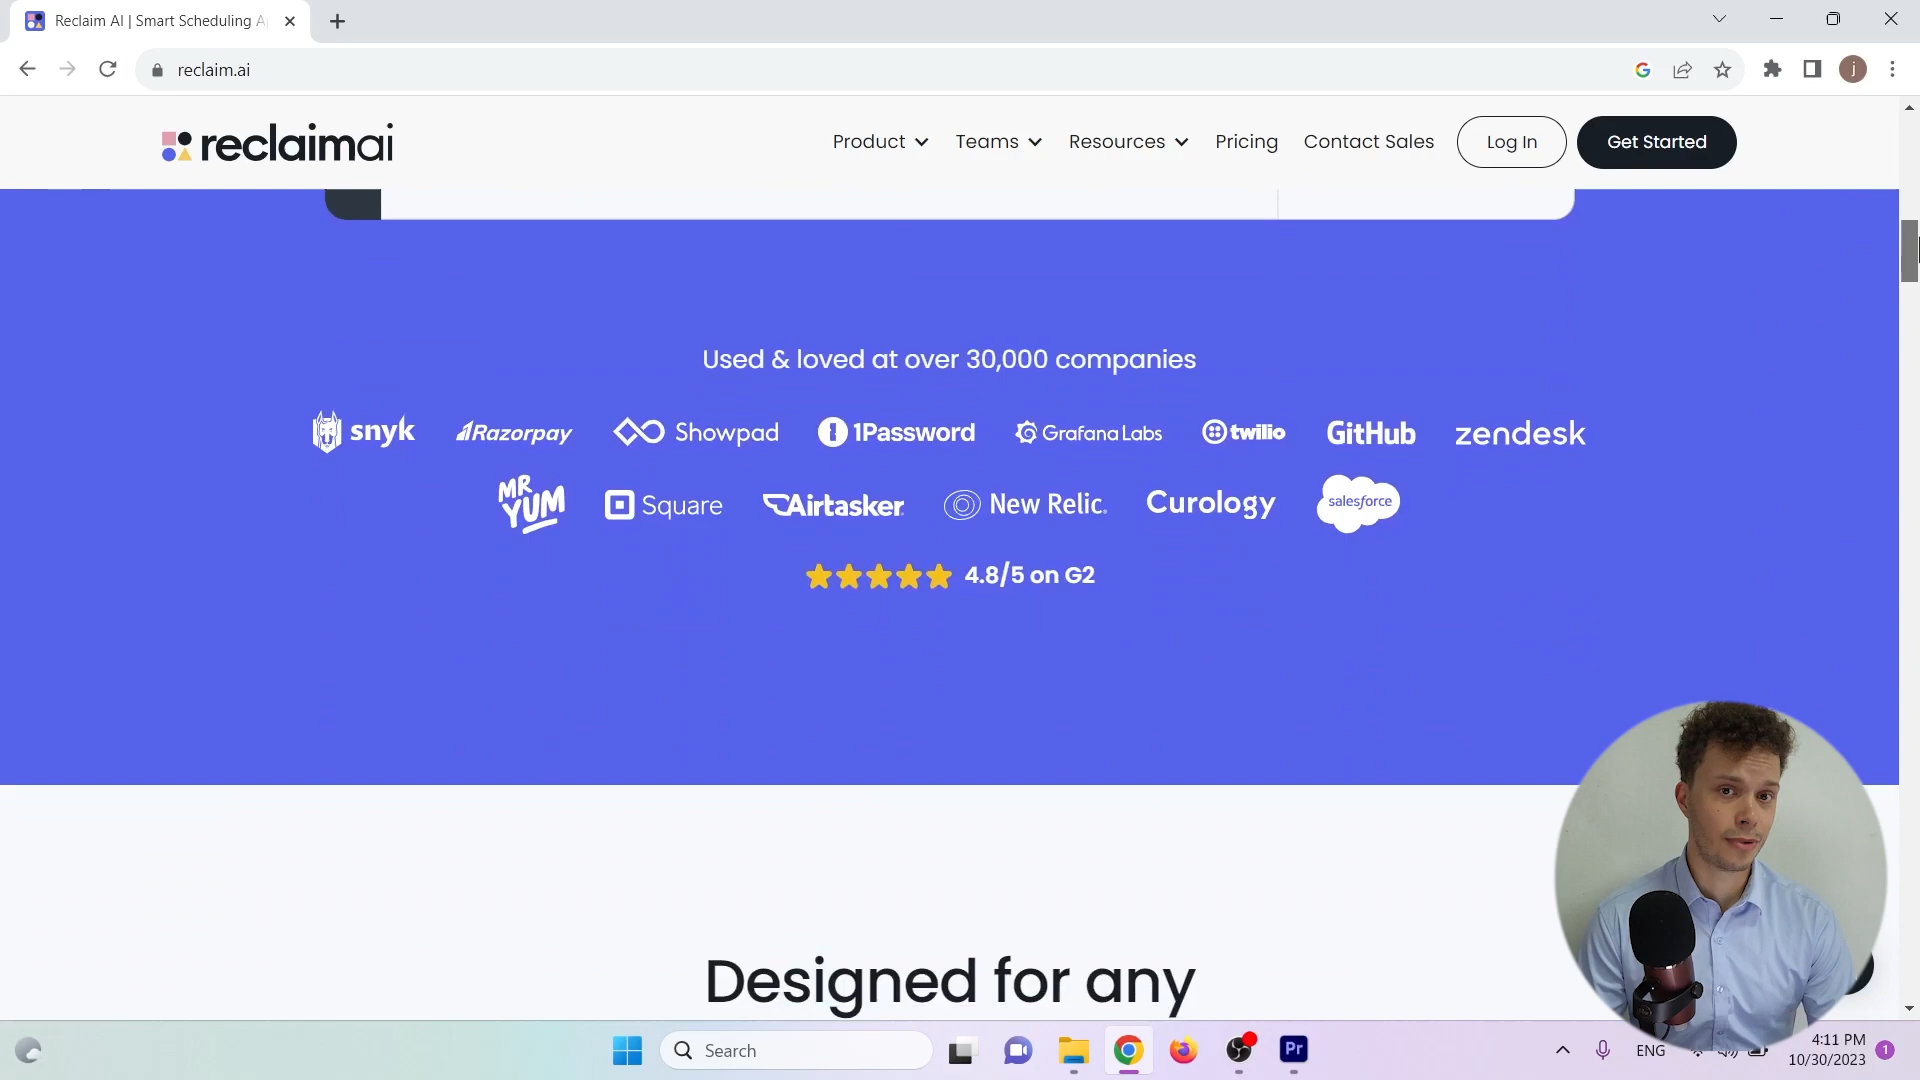 Reclaim AI | Smart Scheduling A
reclaim.ai
j
reclaimai
Product
Teams
Resources
Pricing
Contact Sales
Log In
Get Started
Used & loved at over 30,000 companies
snyk
Razorpay
Showpad
1Password
Grafana Labs
twilio
GitHub
zendesk
MR YUM
Square
Airtasker
New Relic.
Curology
salesforce
4.8/5 on G2
Designed for any
Search
Pr
ENG
4:11 PM
10/30/2023
1